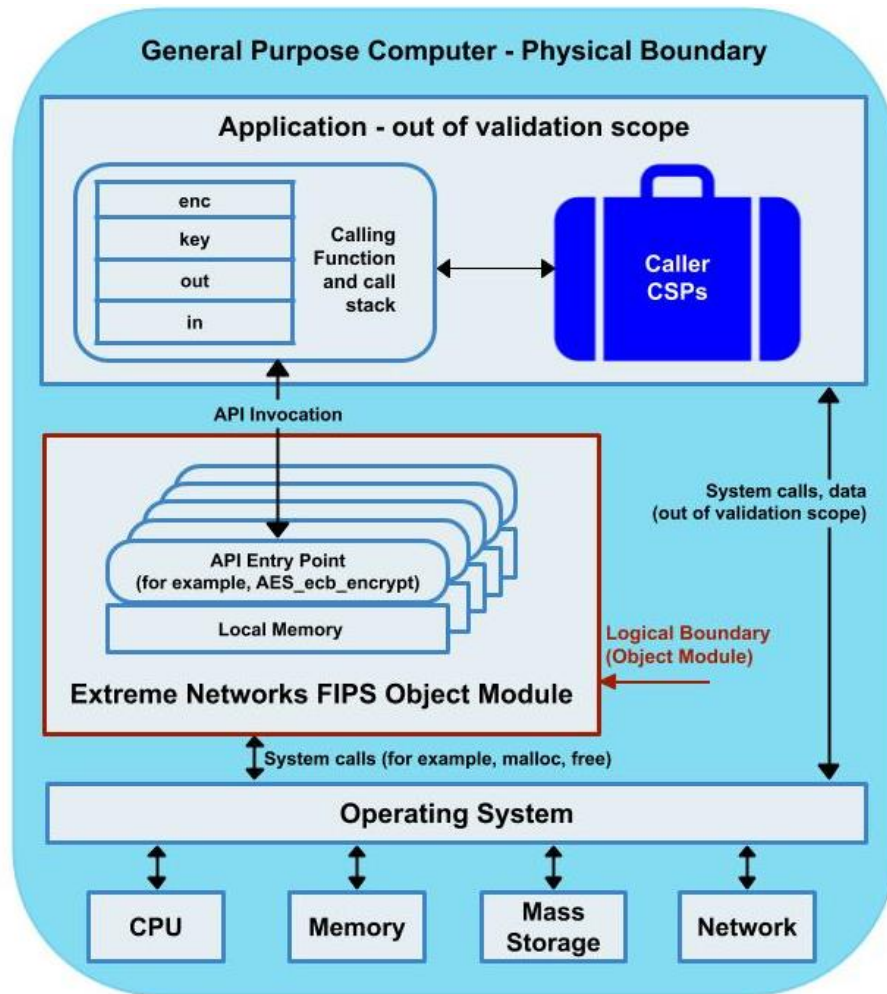 General Purpose Computer - Physical Boundary
Application - out of validation scope
enc
key
out
in
Calling
Function
and call
stack
Caller
CSPs
API Invocation
System calls, data
(out of validation scope)
API Entry Point
(for example, AES_ecb_encrypt)
Local Memory
Logical Boundary
(Object Module)
Extreme Networks FIPS Object Module
System calls (for example, malloc, free)
Operating System
CPU
Memory
Mass
Storage
Network